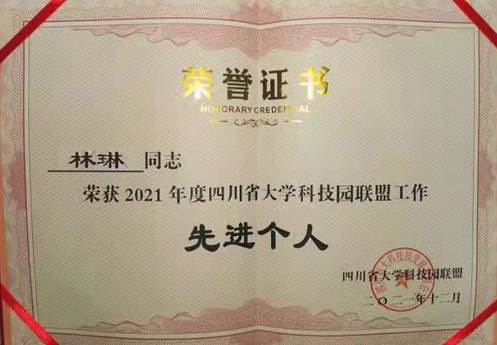 荣誉证书
HONORARY CREDENTIAL
林琳 同志
荣获2021年度四川省大学科技园联盟工作
先进个人
四川省大学科技园联盟
二〇二一年十二月